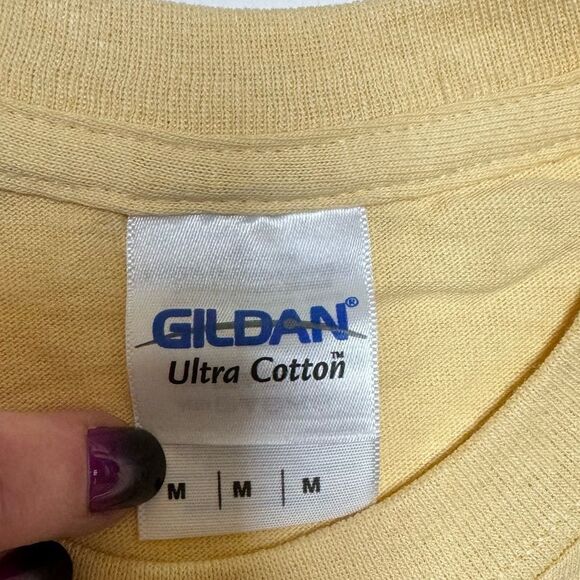 GILDAN®
Ultra Cotton™
M | M | M